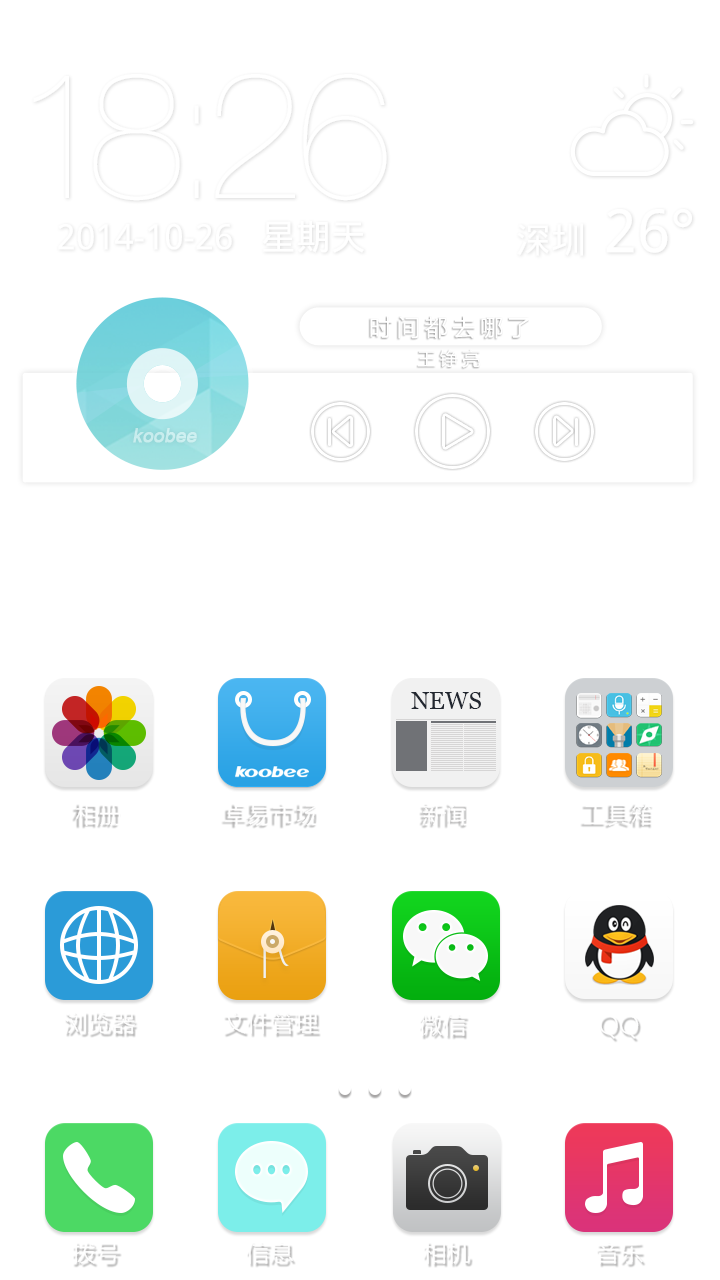 18:26
2014-10-26 星期天
深圳 26°
时间都去哪了
王铮亮
koobee
NEWS
koobee
相册 卓易市场 新闻 工具箱
浏览器 文件管理 微信 QQ
拨号 信息 相机 音乐